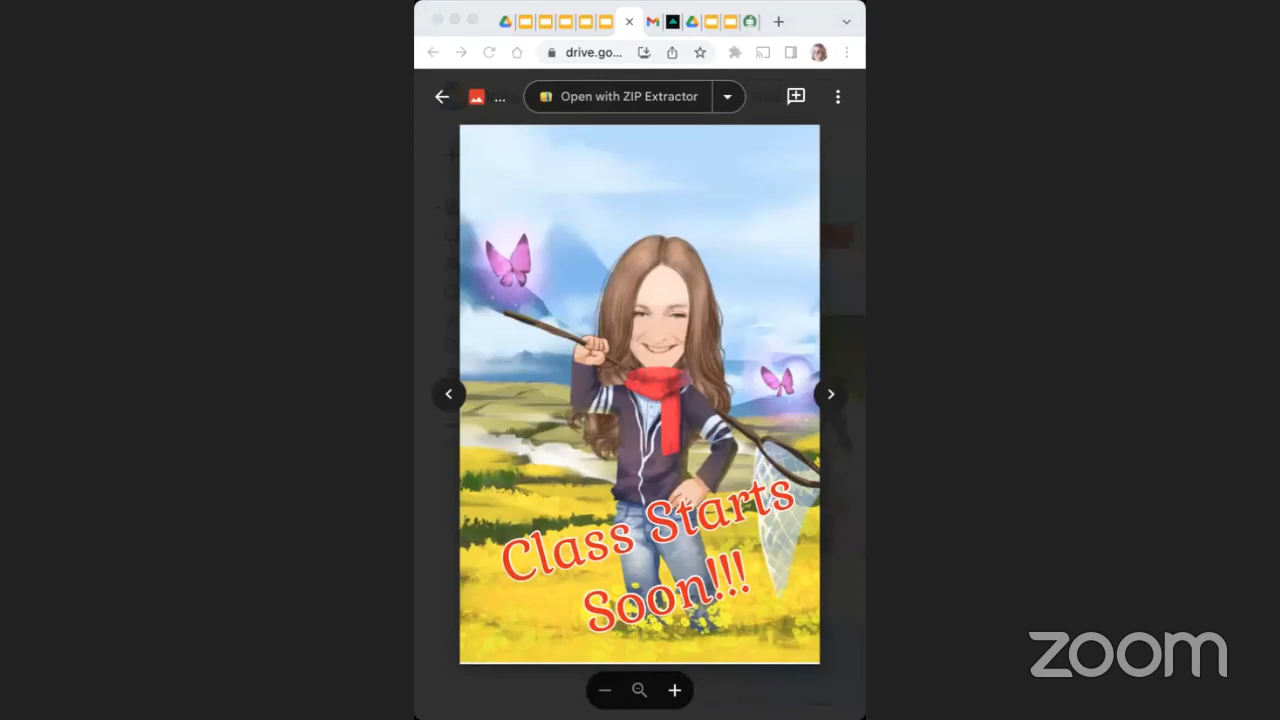 drive.go...
...
Open with ZIP Extractor
Class Starts
Soon!!!
zoom